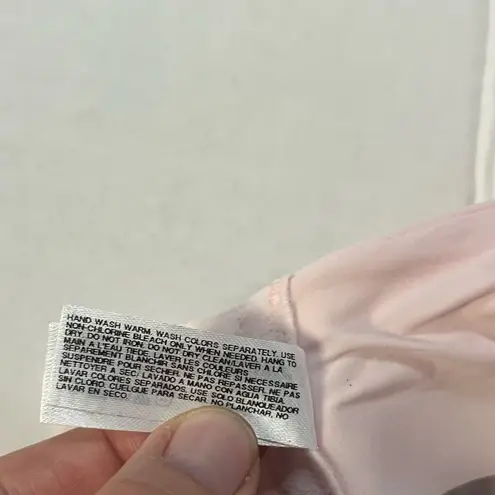 HAND WASH WARM. WASH COLORS SEPARATELY. USE
NON-CHLORINE BLEACH ONLY WHEN NEEDED. HANG TO
DRY. DO NOT IRON. DO NOT DRY CLEAN/LAVER A LA
MAIN A L'EAU TIEDE. LES COULEURS
SEPAREMENT. BLANCHIR SANS CHLORE SI NECESSAIRE
SUSPENDRE POUR SECHER. NE PAS REPASSER. NE PAS
NETTOYER A SEC. LAVADO A MANO CON AGUA TIBIA
LAVAR COLORES SEPARADOS. USE SOLO BLANQUEADOR
SIN CLORO. CUELGUE PARA SECAR. NO PLANCHAR, NO
LAVAR EN SECO